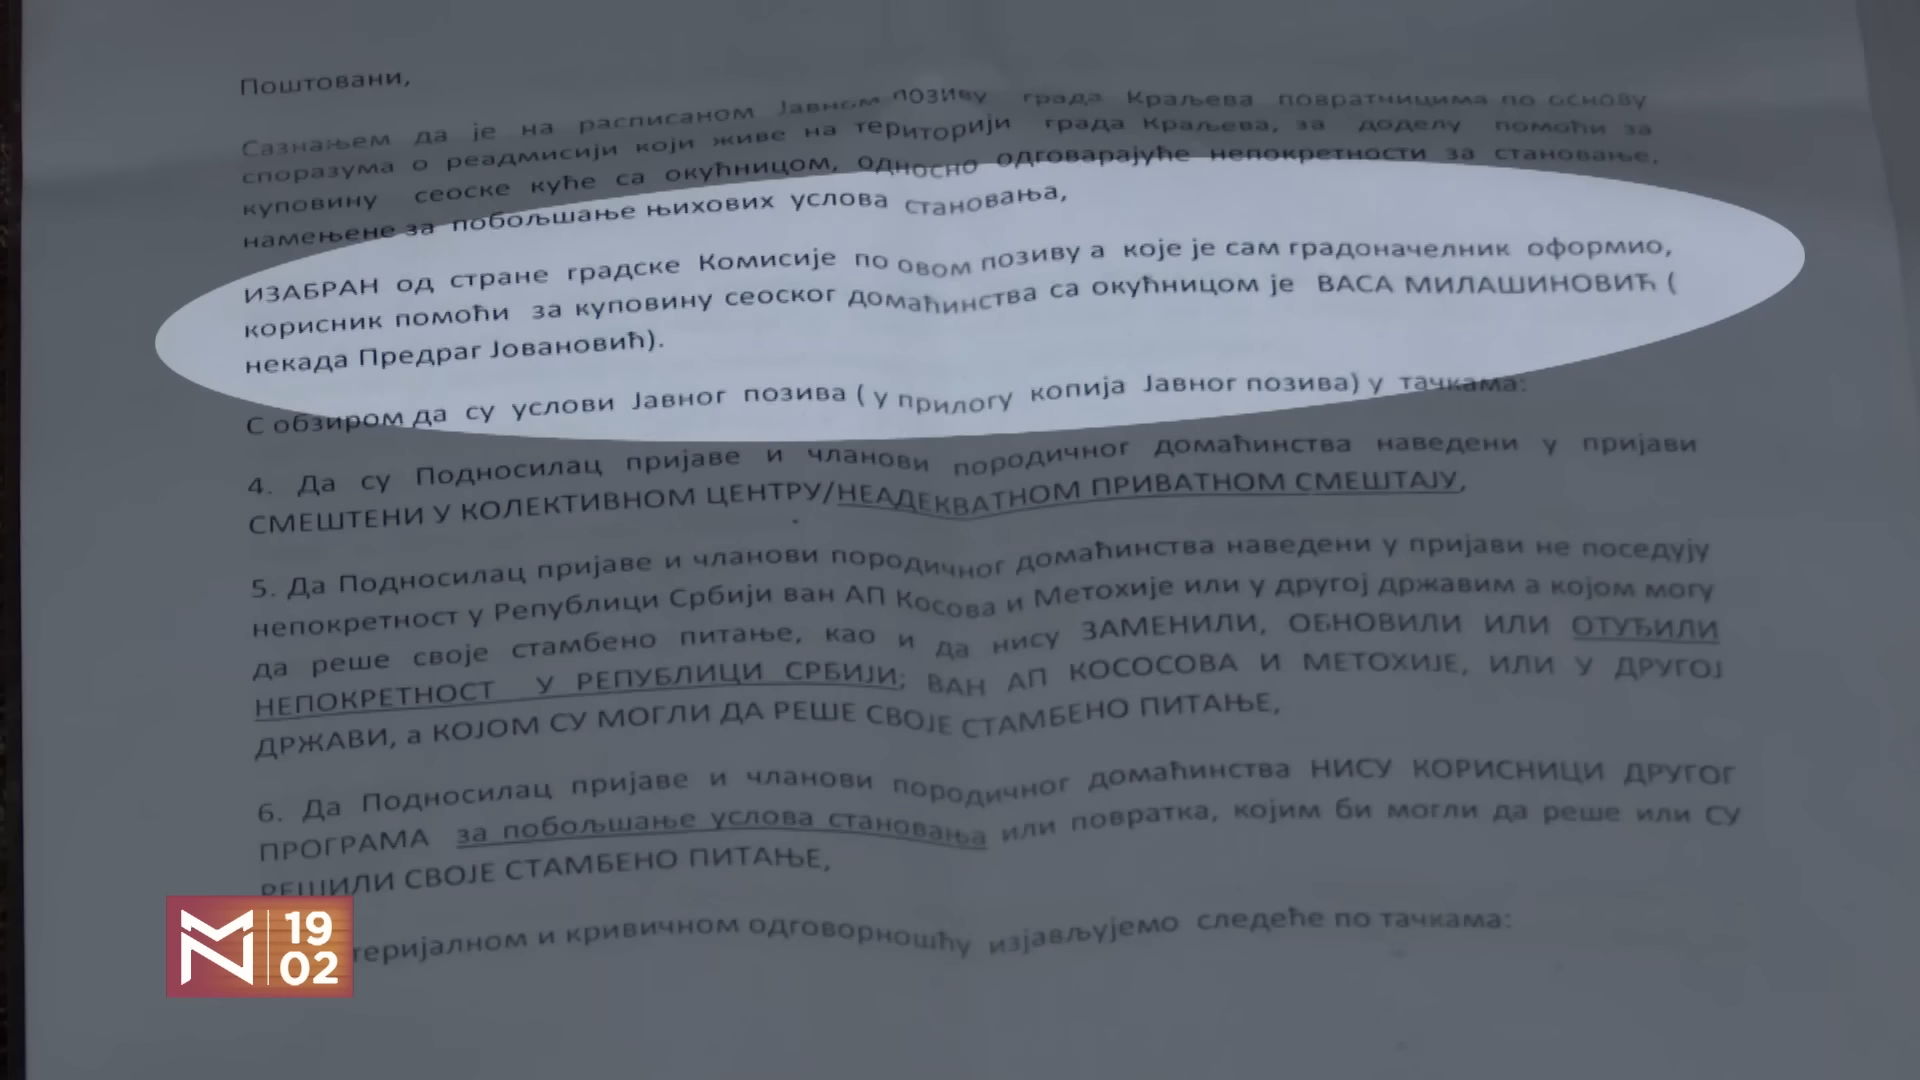 Поштовани,
Сазнањем да је на расписаном Јавном позиву града Краљева повратницима по основу
споразума о реадмисији који живе на територији града Краљева, за доделу помоћи за
куповину сеоске куће са окућницом, односно одговарајуће непокретности за становање,
намењене за побољшање њихових услова становања,
ИЗАБРАН од стране градске Комисије по овом позиву а које је сам градоначелник оформио,
корисник помоћи за куповину сеоског домаћинства са окућницом је ВАСА МИЛАШИНОВИЋ (
некада Предраг Јовановић).
С обзиром да су услови Јавног позива ( у прилогу копија Јавног позива) у тачкама:
4. Да су Подносилац пријаве и чланови породичног домаћинства наведени у пријави
СМЕШТЕНИ У КОЛЕКТИВНОМ ЦЕНТРУ/НЕАДЕКВАТНОМ ПРИВАТНОМ СМЕШТАЈУ,
5. Да Подносилац пријаве и чланови породичног домаћинства наведени у пријави не поседују
непокретност у Републици Србији ван АП Косова и Метохије или у другој државим а којом могу
да реше своје стамбено питање, као и да нису ЗАМЕНИЛИ, ОБНОВИЛИ ИЛИ ОТУЂИЛИ
НЕПОКРЕТНОСТ У РЕПУБЛИЦИ СРБИЈИ; ВАН АП КОСОСОВА И МЕТОХИЈЕ, ИЛИ У ДРУГОЈ
ДРЖАВИ, а КОЈОМ СУ МОГЛИ ДА РЕШЕ СВОЈЕ СТАМБЕНО ПИТАЊЕ,
6. Да Подносилац пријаве и чланови породичног домаћинства НИСУ КОРИСНИЦИ ДРУГОГ
ПРОГРАМА за побољшање услова становања или повратка, којим би могли да реше или СУ
РЕШИЛИ СВОЈЕ СТАМБЕНО ПИТАЊЕ,
теријалном и кривичном одговорношћу изјављујемо следеће по тачкама:
19
02